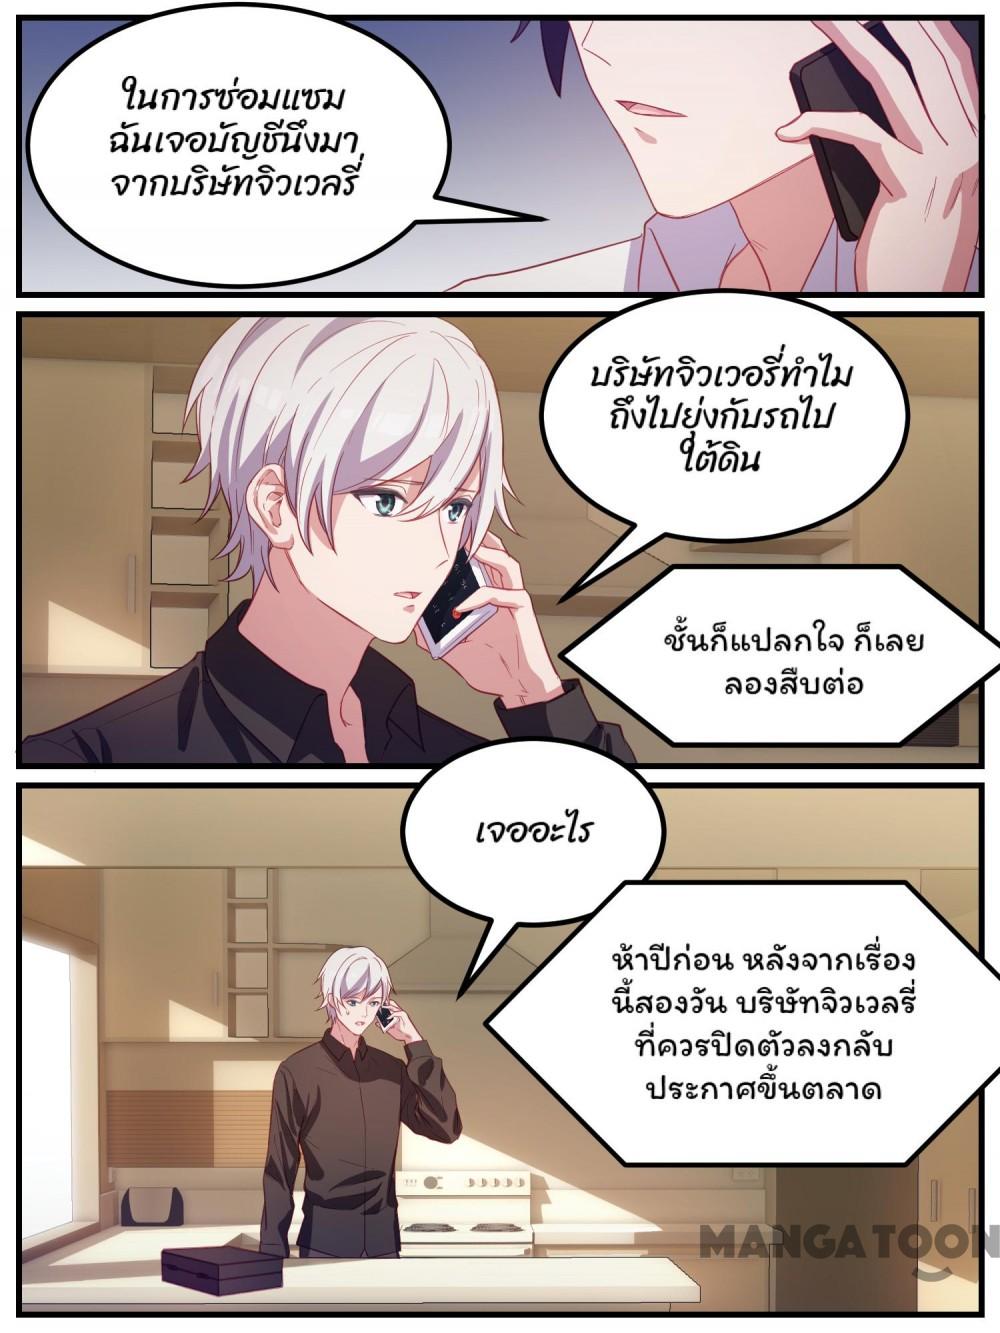 ในการซ่อมแซม
ฉันเจอบัญชีนึงมา
จากบริษัทจิวเวลรี่
บริษัทจิวเวอรี่ทำไม
ถึงไปยุ่งกับรถไป
ใต้ดิน
ชั้นก็แปลกใจ ก็เลย
ลองสืบต่อ
เจออะไร
ห้าปีก่อน หลังจากเรื่อง
นี้สองวัน บริษัทจิวเวลรี่
ที่ควรปิดตัวลงกลับ
ประกาศขึ้นตลาด
MANGATOON